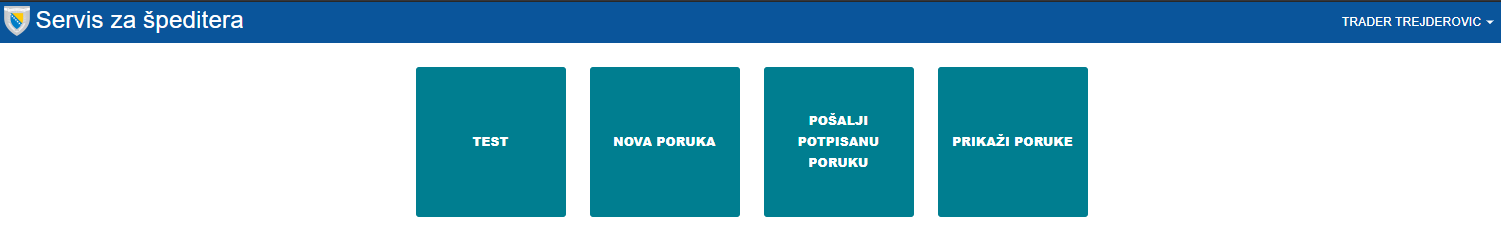 Servis za špeditera
TRADER TREJDEROVIC
TEST
NOVA PORUKA
POŠALJI
POTPISANU
PORUKU
PRIKAŽI PORUKE